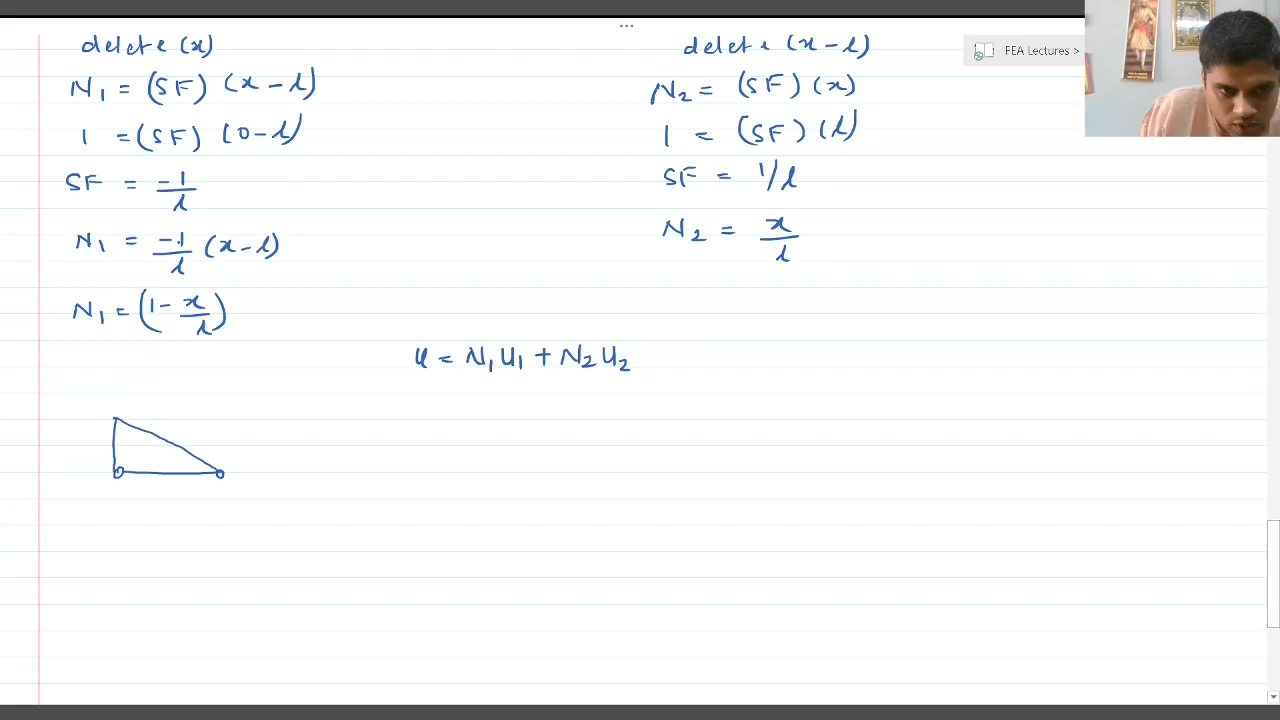 delete (x)
N₁ = (SF) (x - l)
1 = (SF) (0 - l)
SF = -1/l
N₁ = -1/l (x - l)
N₁ = (1 - x/l)
delete (x - l)
N₂ = (SF) (x)
1 = (SF) (l)
SF = 1/l
N₂ = x/l
u = N₁U₁ + N₂U₂
FEA Lectures >